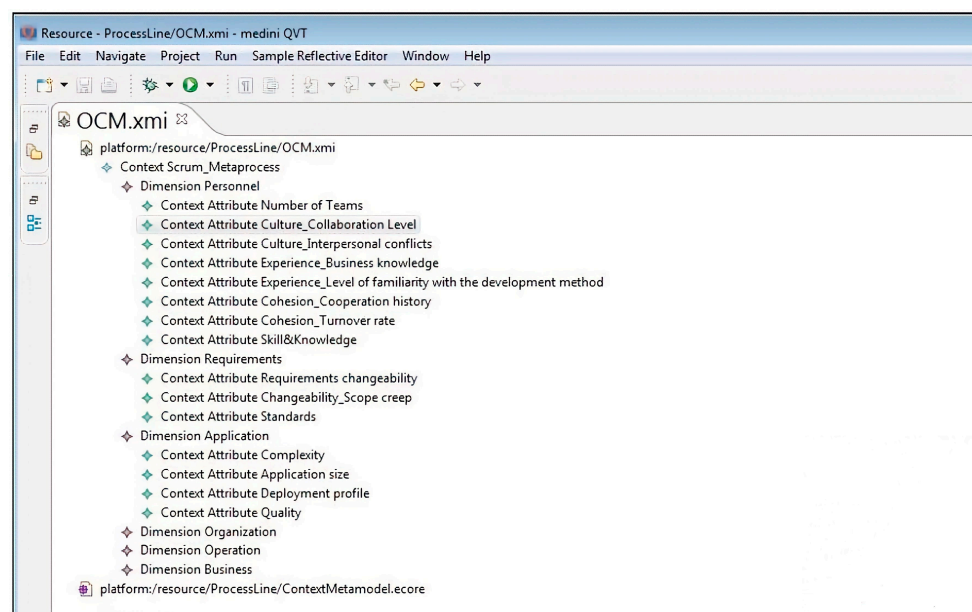 Resource - ProcessLine/OCM.xmi - medini QVT
File Edit Navigate Project Run Sample Reflective Editor Window Help
OCM.xmi
platform:/resource/ProcessLine/OCM.xmi
Context Scrum_Metaprocess
Dimension Personnel
Context Attribute Number of Teams
Context Attribute Culture_Collaboration Level
Context Attribute Culture_Interpersonal conflicts
Context Attribute Experience_Business knowledge
Context Attribute Experience_Level of familiarity with the development method
Context Attribute Cohesion_Cooperation history
Context Attribute Cohesion_Turnover rate
Context Attribute Skill&Knowledge
Dimension Requirements
Context Attribute Requirements changeability
Context Attribute Changeability_Scope creep
Context Attribute Standards
Dimension Application
Context Attribute Complexity
Context Attribute Application size
Context Attribute Deployment profile
Context Attribute Quality
Dimension Organization
Dimension Operation
Dimension Business
platform:/resource/ProcessLine/ContextMetamodel.ecore